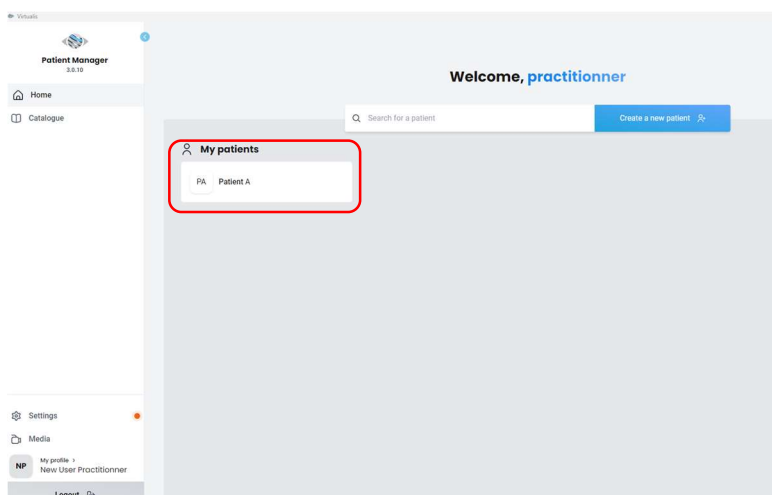 Virtualis
Patient Manager
2.0.10
Home
Catalogue
Welcome, practitionner
Search for a patient
Create a new patient
My patients
PA Patient A
Settings
Media
NP
My profile >
New User Practitionner
Logout